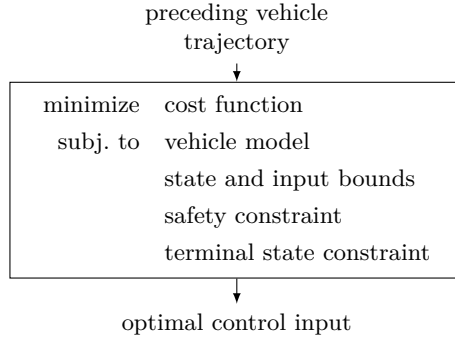 preceding vehicle
trajectory
minimize cost function
subj. to vehicle model
state and input bounds
safety constraint
terminal state constraint
optimal control input